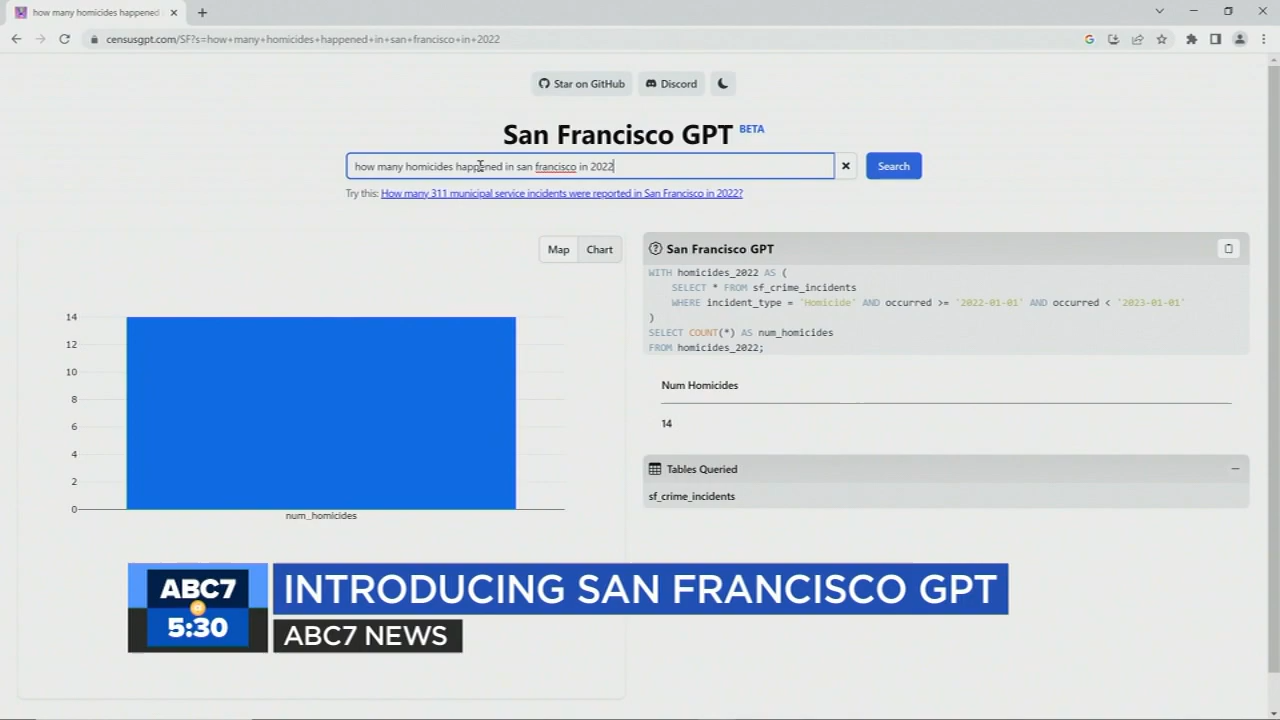 how many homicides happened
censusgpt.com/SF?s=how+many+homicides+happened+in+san+francisco+in+2022
Star on GitHub
Discord
San Francisco GPT BETA
how many homicides happened in san francisco in 2022
Search
Try this: How many 311 municipal service incidents were reported in San Francisco in 2022?
Map
Chart
14
12
10
8
6
4
2
0
num_homicides
San Francisco GPT
WITH homicides_2022 AS (
SELECT * FROM sf_crime_incidents
WHERE incident_type = 'Homicide' AND occurred >= '2022-01-01' AND occurred < '2023-01-01'
)
SELECT COUNT(*) AS num_homicides
FROM homicides_2022;
Num Homicides
14
Tables Queried
sf_crime_incidents
ABC7
@
5:30
INTRODUCING SAN FRANCISCO GPT
ABC7 NEWS